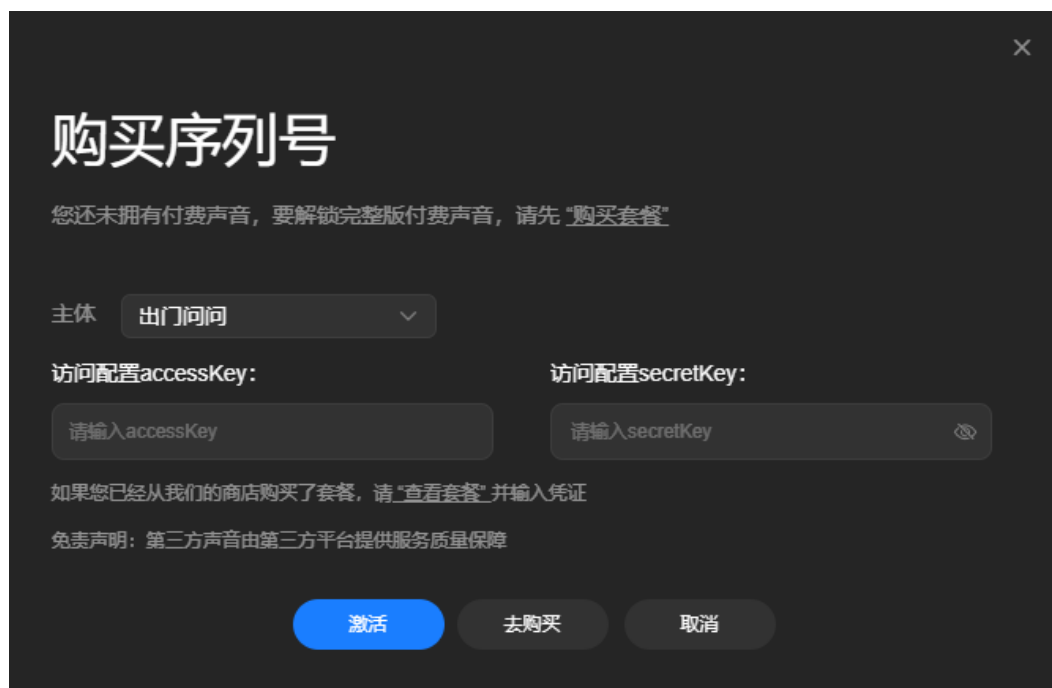 购买序列号
您还未拥有付费声音，要解锁完整版付费声音，请先 “购买套餐”
主体 出门问问
访问配置accessKey： 访问配置secretKey：
请输入accessKey 请输入secretKey
如果您已经从我们的商店购买了套餐，请 “查看套餐” 并输入凭证
免责声明：第三方声音由第三方平台提供服务质量保障
激活 去购买 取消